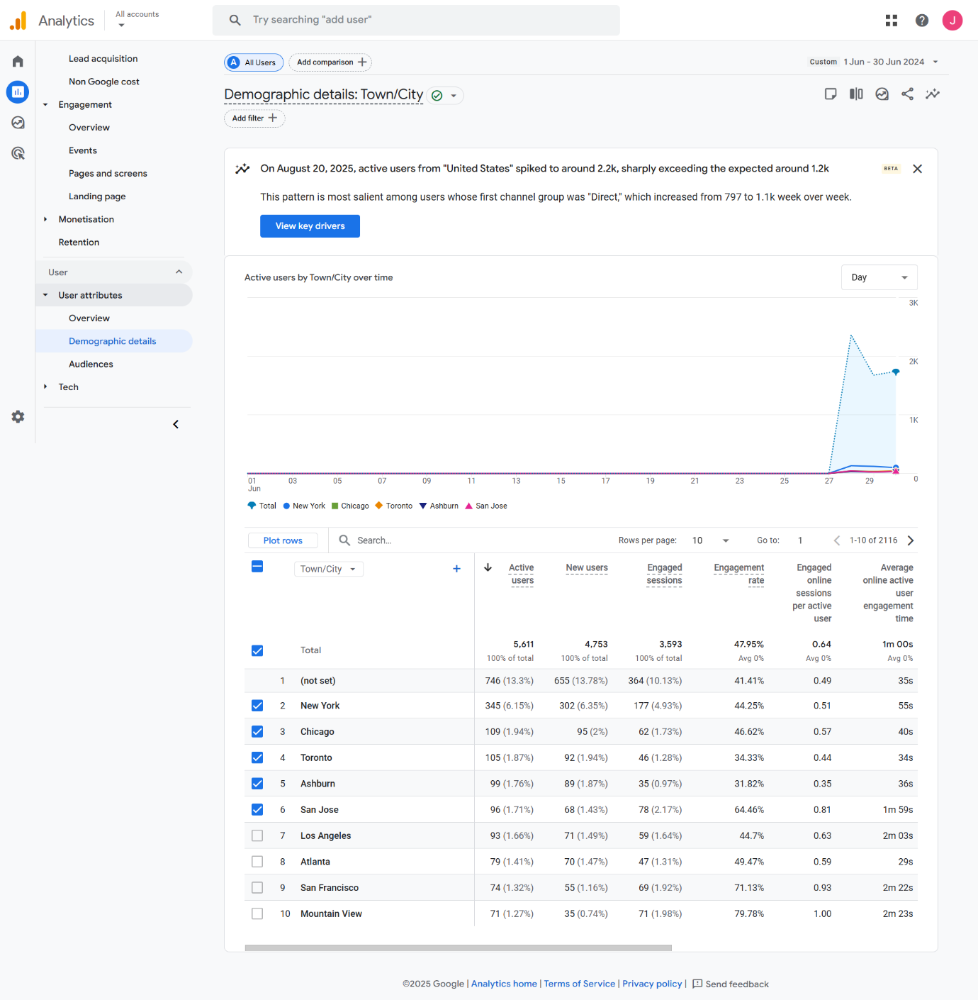 Analytics
All accounts
Try searching "add user"
J
Lead acquisition
Non Google cost
Engagement
Overview
Events
Pages and screens
Landing page
Monetisation
Retention
User
User attributes
Overview
Demographic details
Audiences
Tech
A All Users
Add comparison
Custom 1 Jun - 30 Jun 2024
Demographic details: Town/City
Add filter
On August 20, 2025, active users from "United States" spiked to around 2.2k, sharply exceeding the expected around 1.2k
BETA
This pattern is most salient among users whose first channel group was "Direct," which increased from 797 to 1.1k week over week.
View key drivers
Active users by Town/City over time
Day
3K
2K
1K
0
01 03 05 07 09 11 13 15 17 19 21 23 25 27 29
Jun
Total New York Chicago Toronto Ashburn San Jose
Plot rows
Search...
Rows per page: 10
Go to: 1
1-10 of 2116
Town/City
Active users
New users
Engaged sessions
Engagement rate
Engaged online sessions per active user
Average online active user engagement time
Total 5,611 4,753 3,593 47.95% 0.64 1m 00s
100% of total 100% of total 100% of total Avg 0% Avg 0% Avg 0%
1 (not set) 746 (13.3%) 655 (13.78%) 364 (10.13%) 41.41% 0.49 35s
2 New York 345 (6.15%) 302 (6.35%) 177 (4.93%) 44.25% 0.51 55s
3 Chicago 109 (1.94%) 95 (2%) 62 (1.73%) 46.62% 0.57 40s
4 Toronto 105 (1.87%) 92 (1.94%) 46 (1.28%) 34.33% 0.44 34s
5 Ashburn 99 (1.76%) 89 (1.87%) 35 (0.97%) 31.82% 0.35 36s
6 San Jose 96 (1.71%) 68 (1.43%) 78 (2.17%) 64.46% 0.81 1m 59s
7 Los Angeles 93 (1.66%) 71 (1.49%) 59 (1.64%) 44.7% 0.63 2m 03s
8 Atlanta 79 (1.41%) 70 (1.47%) 47 (1.31%) 49.47% 0.59 29s
9 San Francisco 74 (1.32%) 55 (1.16%) 69 (1.92%) 71.13% 0.93 2m 22s
10 Mountain View 71 (1.27%) 35 (0.74%) 71 (1.98%) 79.78% 1.00 2m 23s
©2025 Google | Analytics home | Terms of Service | Privacy policy | Send feedback